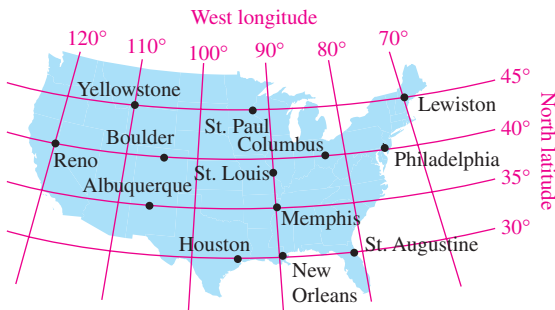 West longitude
120°
110°
100°
90°
80°
70°
45°
Yellowstone
Lewiston
40°
Boulder
St. Paul
Columbus
Reno
St. Louis
Philadelphia
35°
Albuquerque
Memphis
30°
Houston
St. Augustine
New
Orleans
North latitude